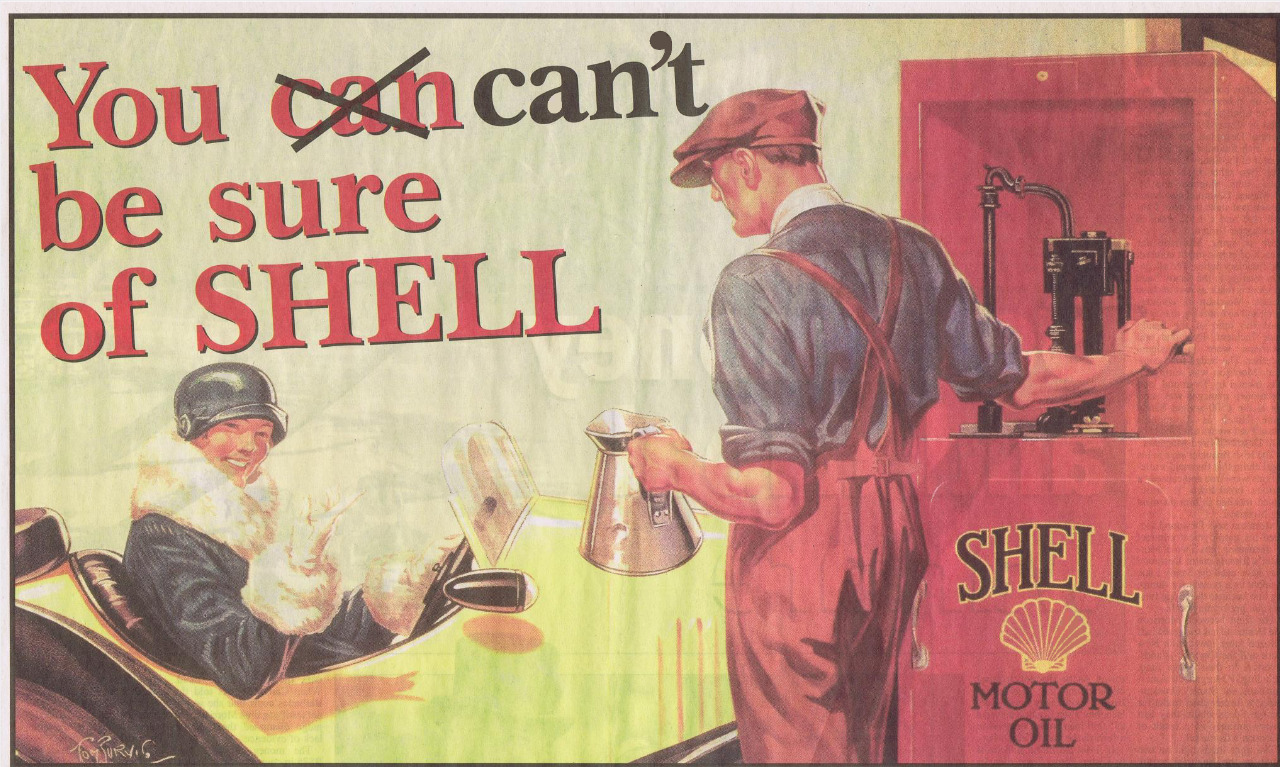 You can can't
be sure
of SHELL
SHELL
MOTOR
OIL
Tom PURVIS